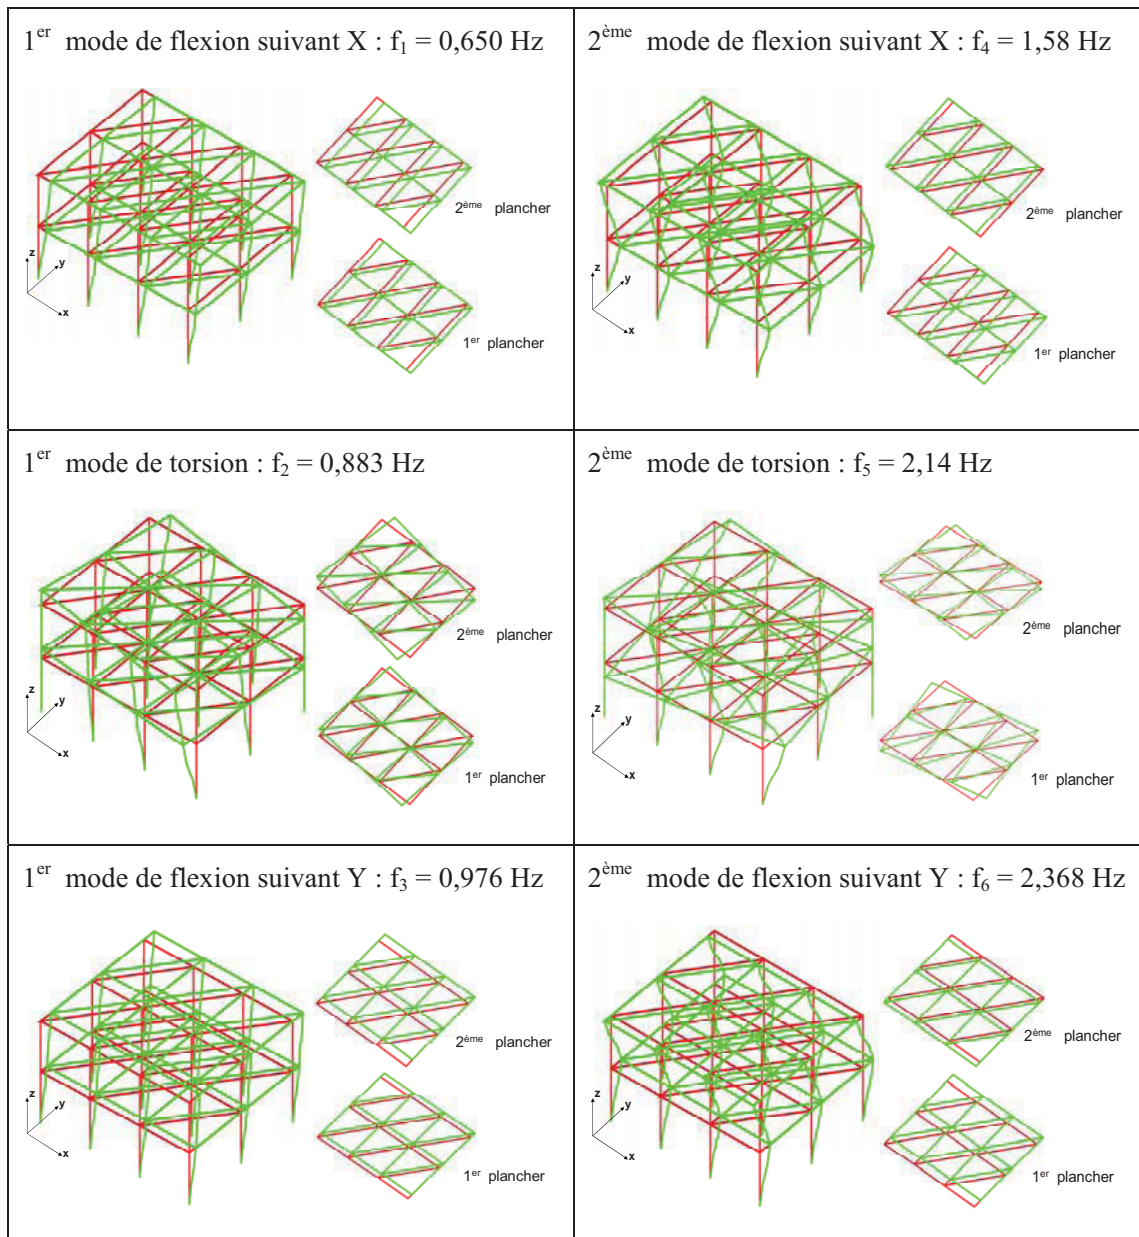 1er mode de flexion suivant X : f1 = 0,650 Hz
2ème plancher
1er plancher
z
y
x
2ème mode de flexion suivant X : f4 = 1,58 Hz
2ème plancher
1er plancher
z
y
x
1er mode de torsion : f2 = 0,883 Hz
2ème plancher
1er plancher
z
y
x
2ème mode de torsion : f5 = 2,14 Hz
2ème plancher
1er plancher
z
y
x
1er mode de flexion suivant Y : f3 = 0,976 Hz
2ème plancher
1er plancher
z
y
x
2ème mode de flexion suivant Y : f6 = 2,368 Hz
2ème plancher
1er plancher
z
y
x